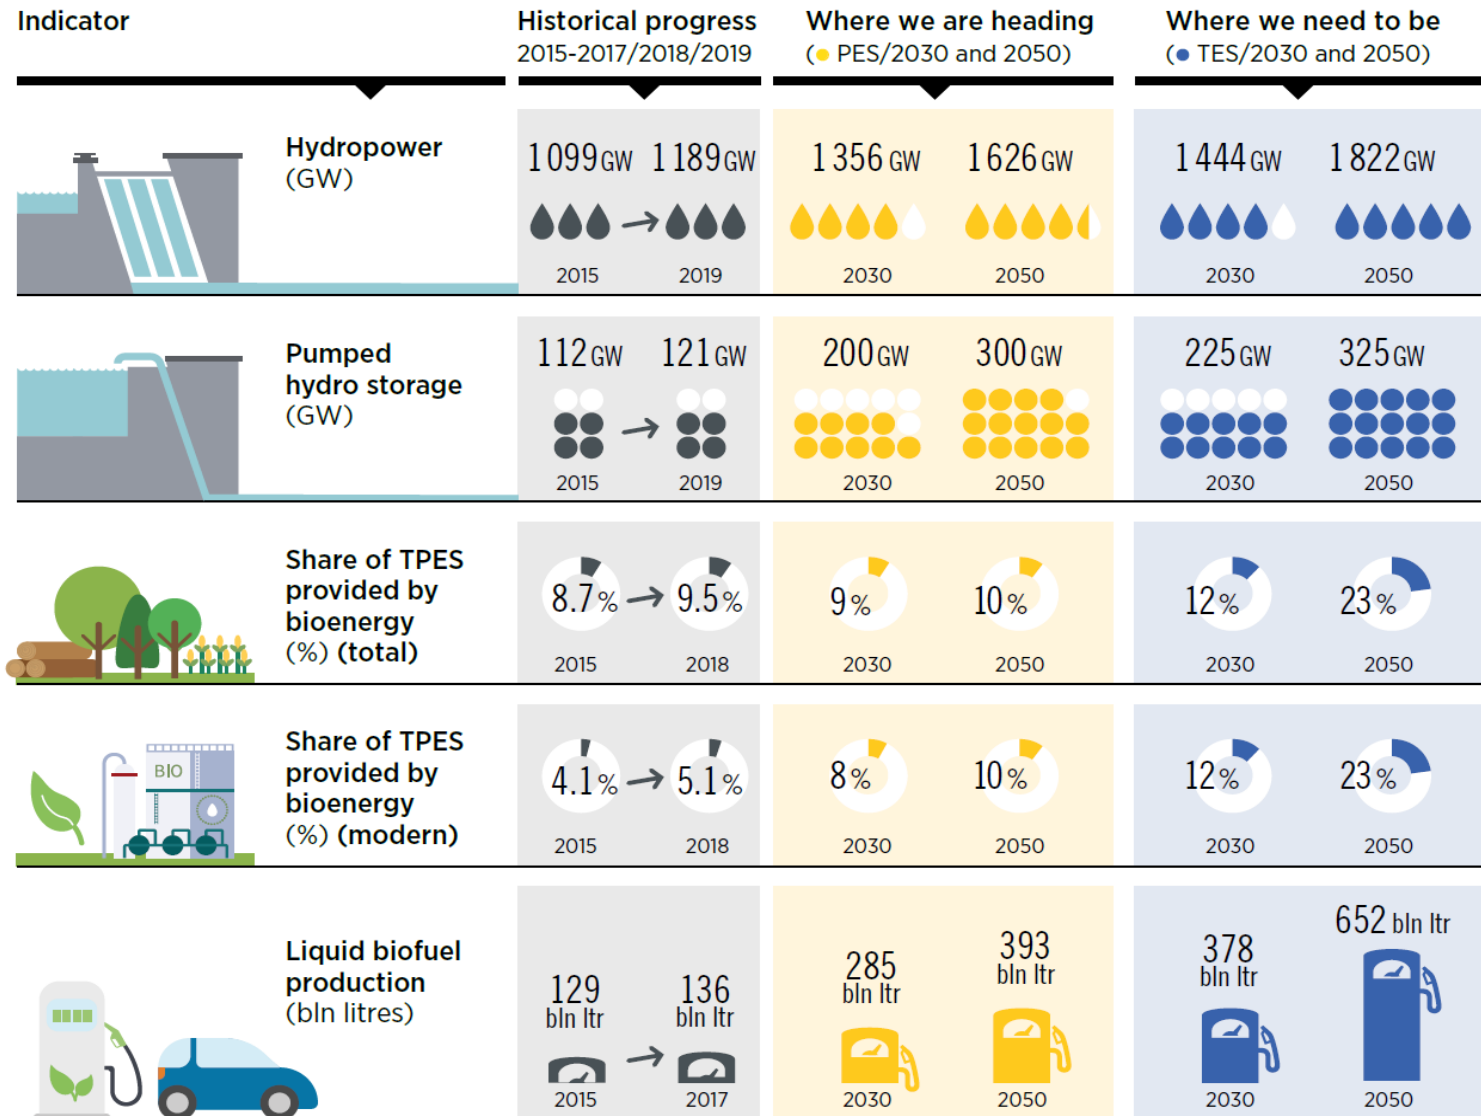 Indicator
Historical progress
2015-2017/2018/2019
Where we are heading
(● PES/2030 and 2050)
Where we need to be
(● TES/2030 and 2050)
Hydropower
(GW)
1 099 GW 1 189 GW
2015 2019
1 356 GW 1 626 GW
2030 2050
1 444 GW 1 822 GW
2030 2050
Pumped
hydro storage
(GW)
112 GW 121 GW
2015 2019
200 GW 300 GW
2030 2050
225 GW 325 GW
2030 2050
Share of TPES
provided by
bioenergy
(%) (total)
8.7 % 9.5 %
2015 2018
9 % 10 %
2030 2050
12 % 23 %
2030 2050
BIO
Share of TPES
provided by
bioenergy
(%) (modern)
4.1 % 5.1 %
2015 2018
8 % 10 %
2030 2050
12 % 23 %
2030 2050
Liquid biofuel
production
(bln litres)
129
bln ltr
136
bln ltr
2015 2017
285
bln ltr
393
bln ltr
2030 2050
378
bln ltr
652 bln ltr
2030 2050